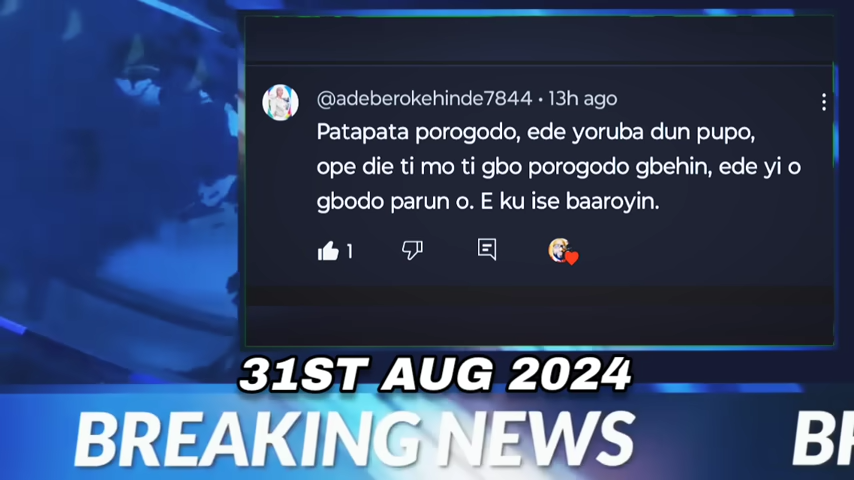 @adeberokehinde7844 • 13h ago
Patapata porogodo, ede yoruba dun pupo,
ope die ti mo ti gbo porogodo gbehin, ede yi o
gbodo parun o. E ku ise baaroyin.
1
31ST AUG 2024
BREAKING NEWS BR